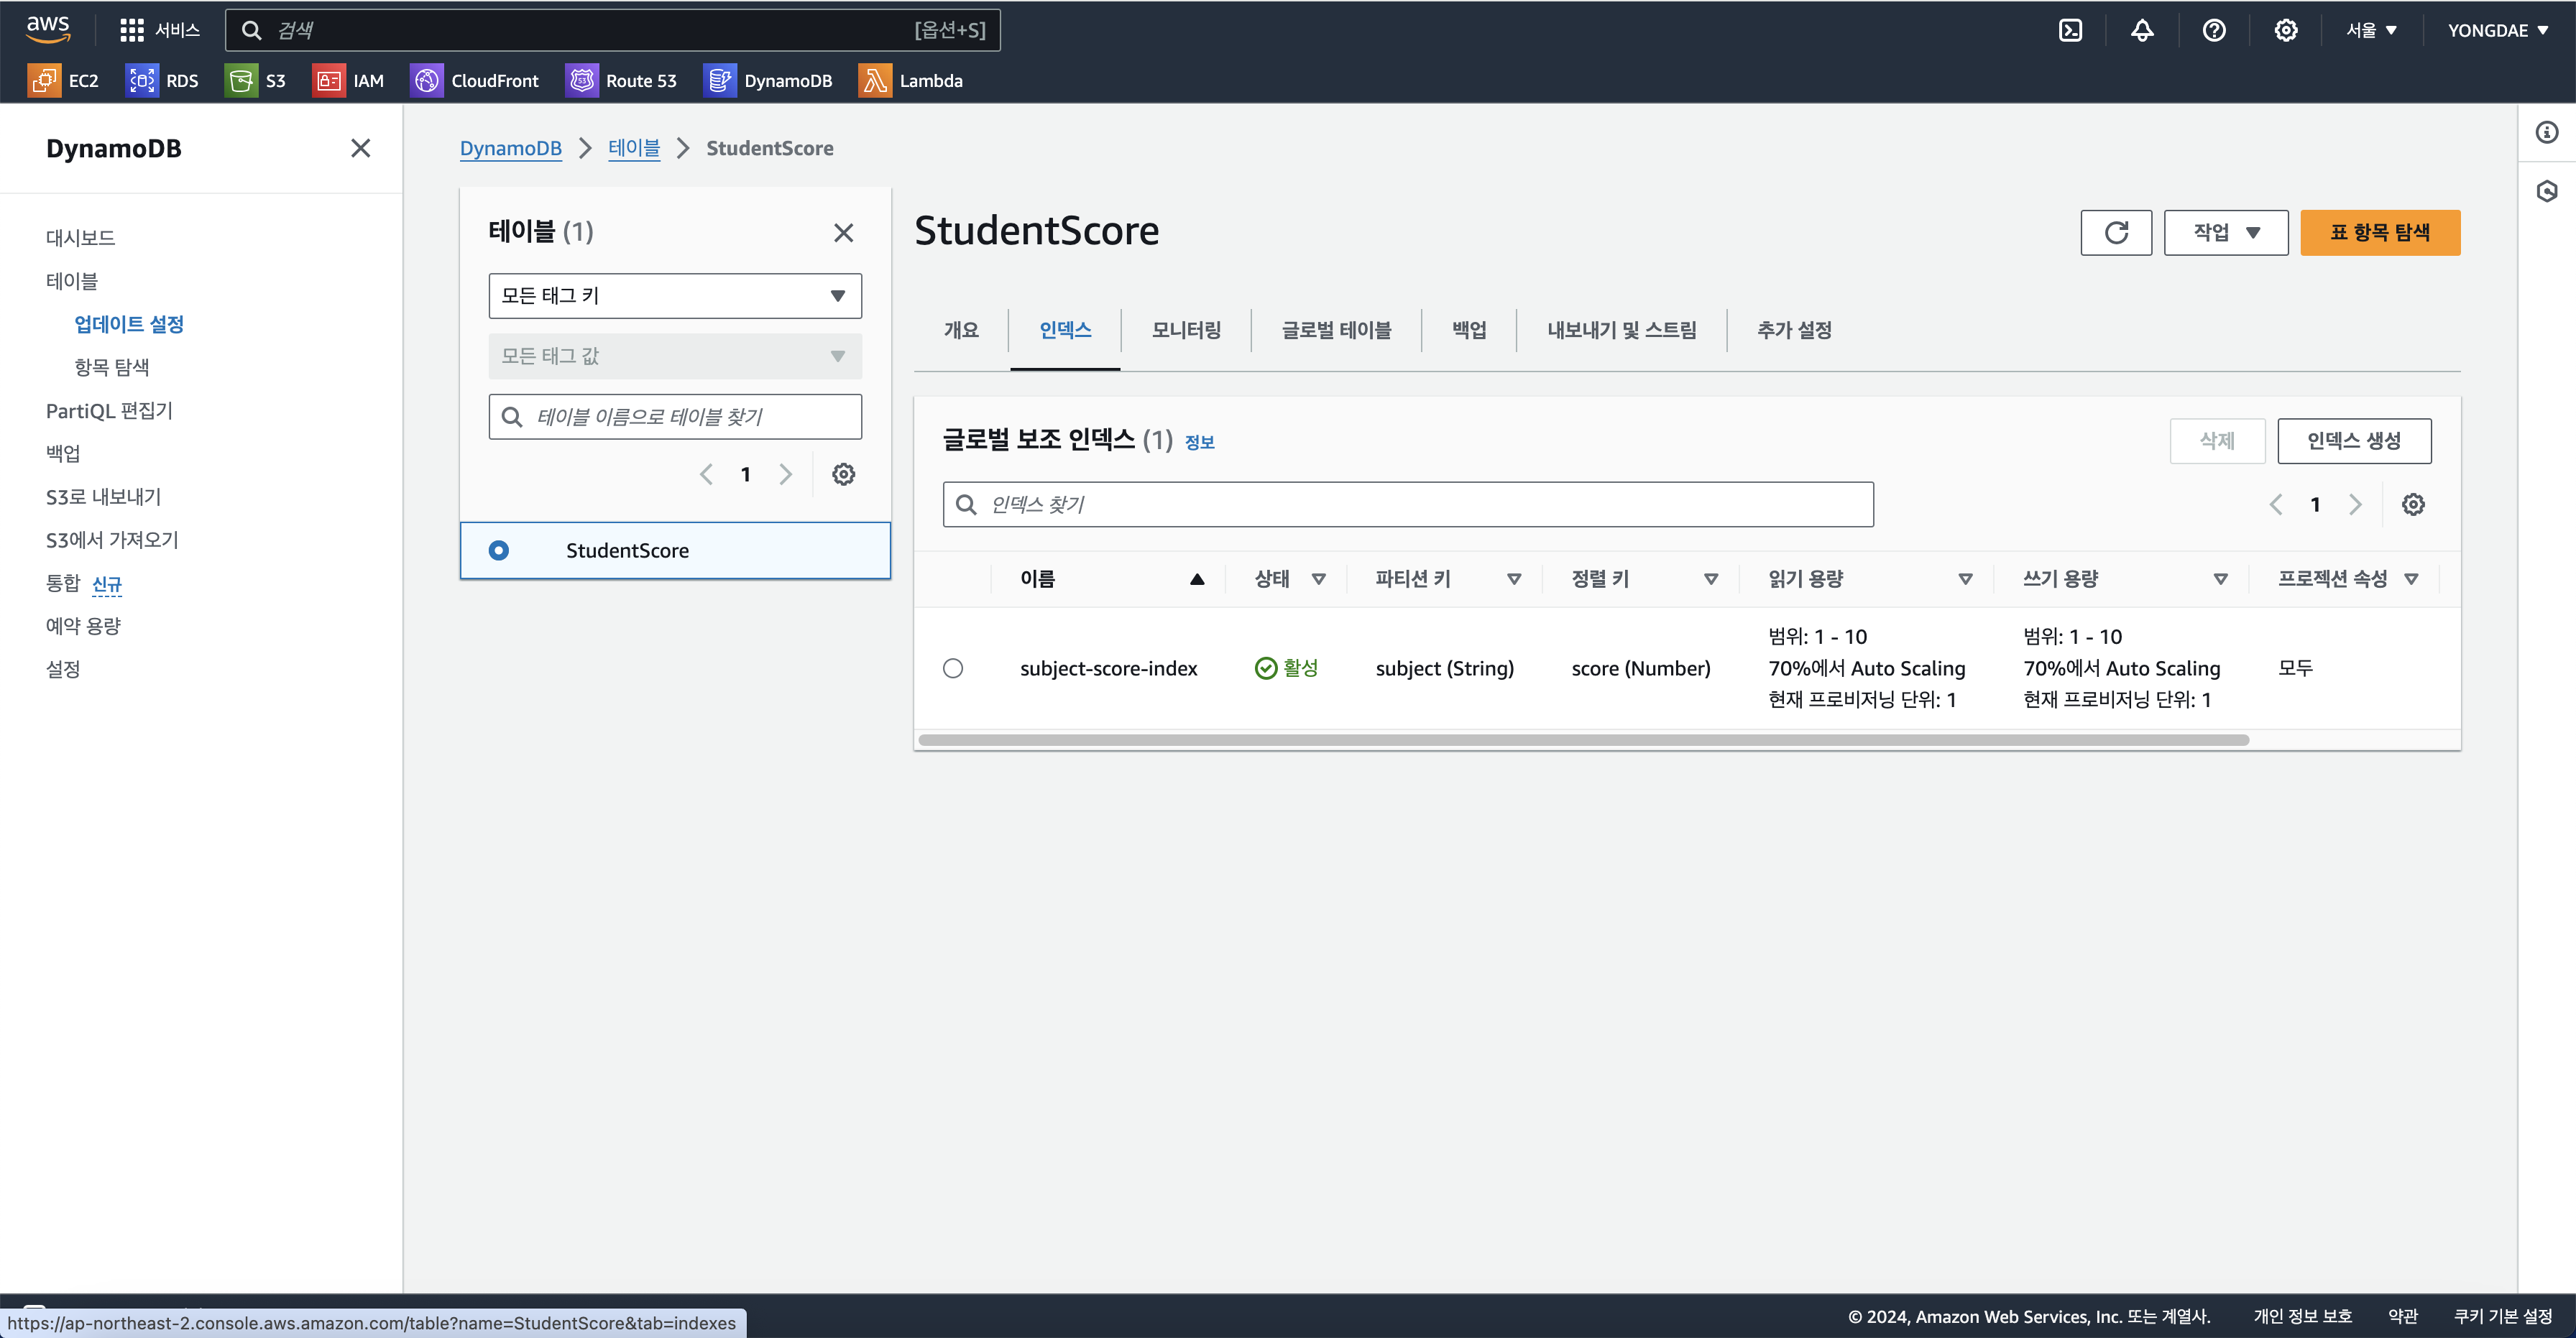 aws
서비스
검색
[옵션+S]
서울 ▼
YONGDAE ▼
EC2
RDS
S3
IAM
CloudFront
Route 53
DynamoDB
Lambda
DynamoDB
대시보드
테이블
업데이트 설정
항목 탐색
PartiQL 편집기
백업
S3로 내보내기
S3에서 가져오기
통합 신규
예약 용량
설정
DynamoDB > 테이블 > StudentScore
테이블 (1)
모든 태그 키
모든 태그 값
테이블 이름으로 테이블 찾기
1
StudentScore
StudentScore
작업 ▼
표 항목 탐색
개요
인덱스
모니터링
글로벌 테이블
백업
내보내기 및 스트림
추가 설정
글로벌 보조 인덱스 (1) 정보
삭제
인덱스 생성
인덱스 찾기
1
이름
상태
파티션 키
정렬 키
읽기 용량
쓰기 용량
프로젝션 속성
subject-score-index
활성
subject (String)
score (Number)
범위: 1 - 10
70%에서 Auto Scaling
현재 프로비저닝 단위: 1
범위: 1 - 10
70%에서 Auto Scaling
현재 프로비저닝 단위: 1
모두
https://ap-northeast-2.console.aws.amazon.com/table?name=StudentScore&tab=indexes
© 2024, Amazon Web Services, Inc. 또는 계열사.
개인 정보 보호
약관
쿠키 기본 설정